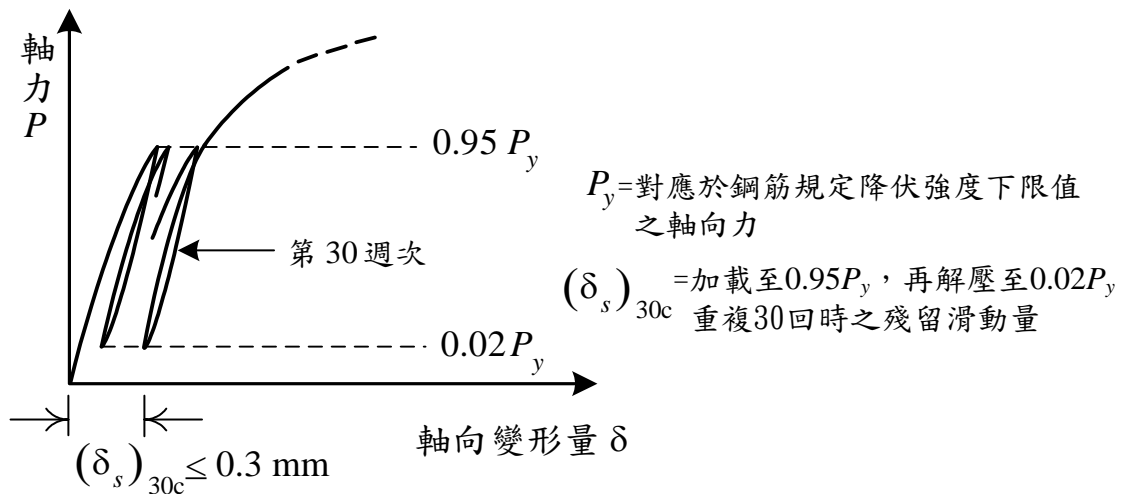 軸
力
P
0.95 P_y
P_y=對應於鋼筋規定降伏強度下限值
之軸向力
第 30 週次
(δ_s)_30c =加載至0.95P_y，再解壓至0.02P_y
重複30回時之殘留滑動量
0.02 P_y
軸向變形量 δ
(δ_s)_30c ≤ 0.3 mm